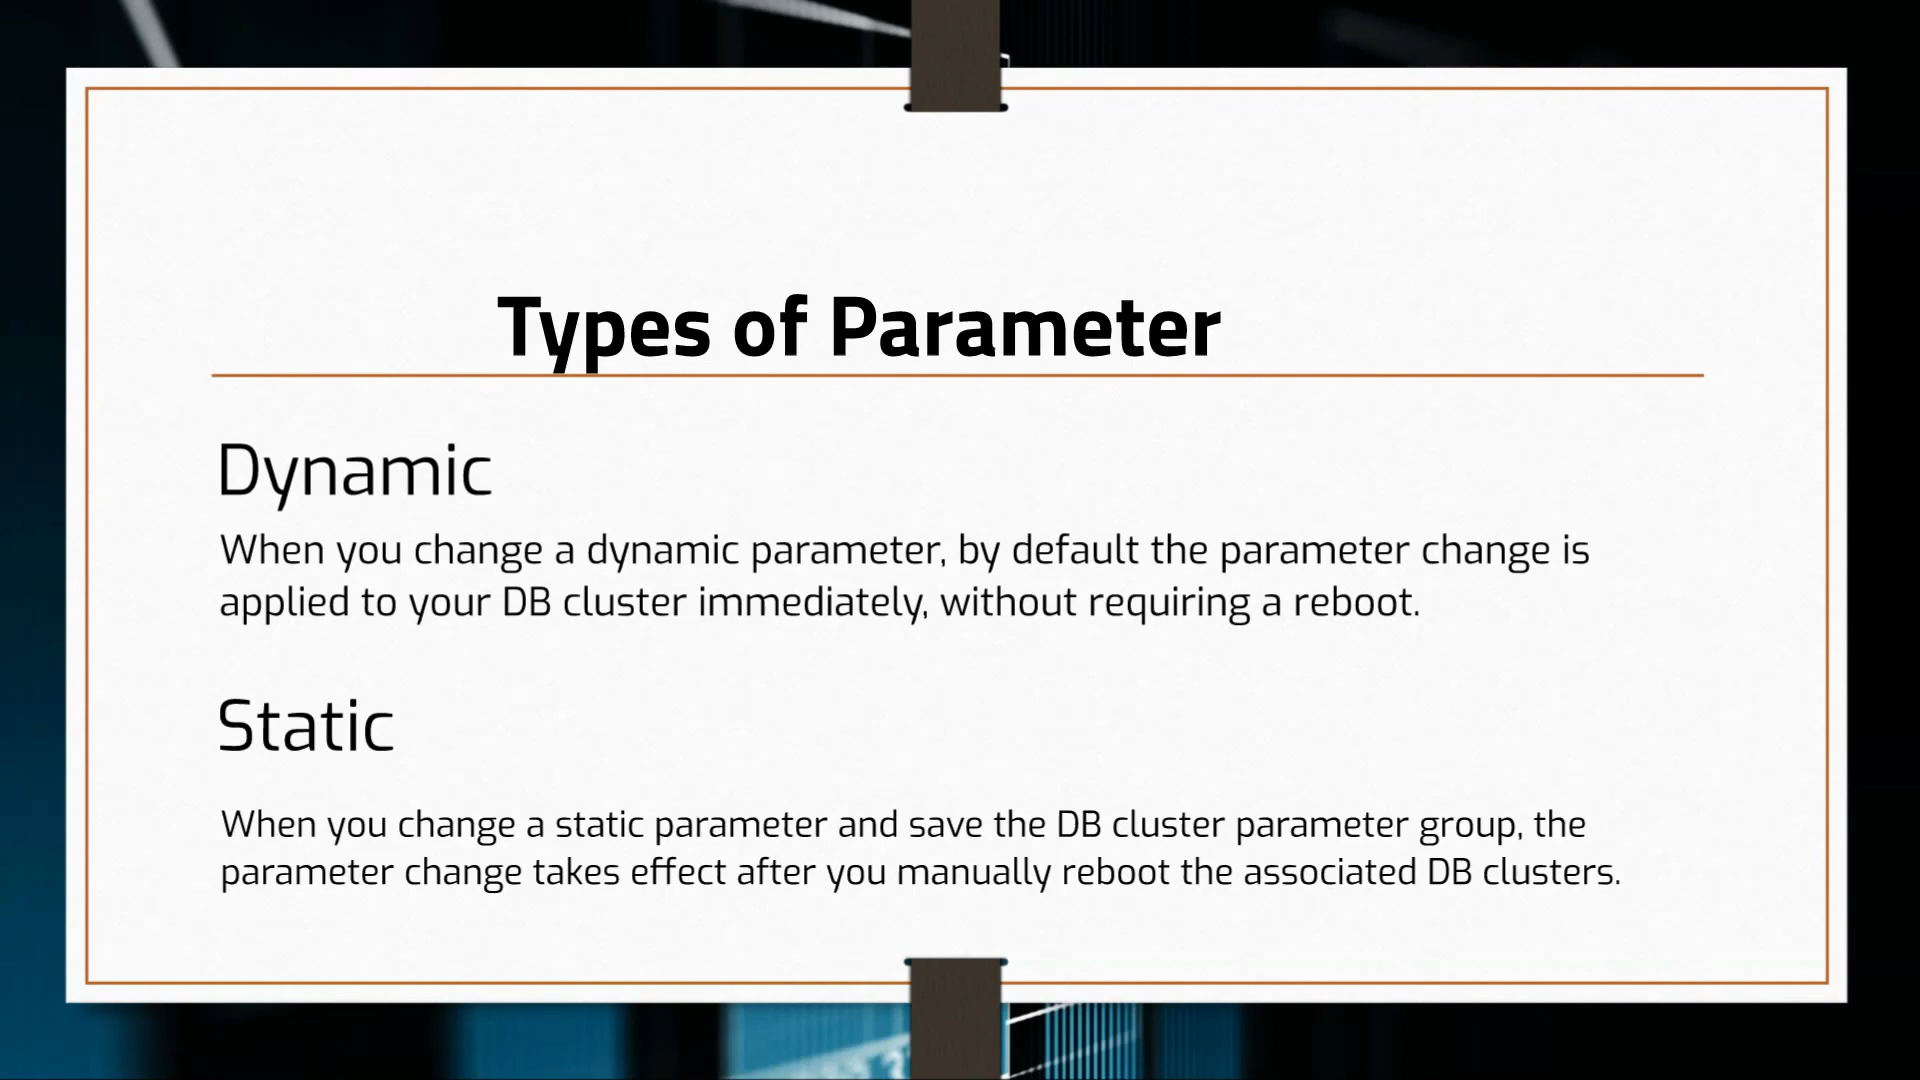 Types of Parameter
Dynamic
When you change a dynamic parameter, by default the parameter change is
applied to your DB cluster immediately, without requiring a reboot.
Static
When you change a static parameter and save the DB cluster parameter group, the
parameter change takes effect after you manually reboot the associated DB clusters.